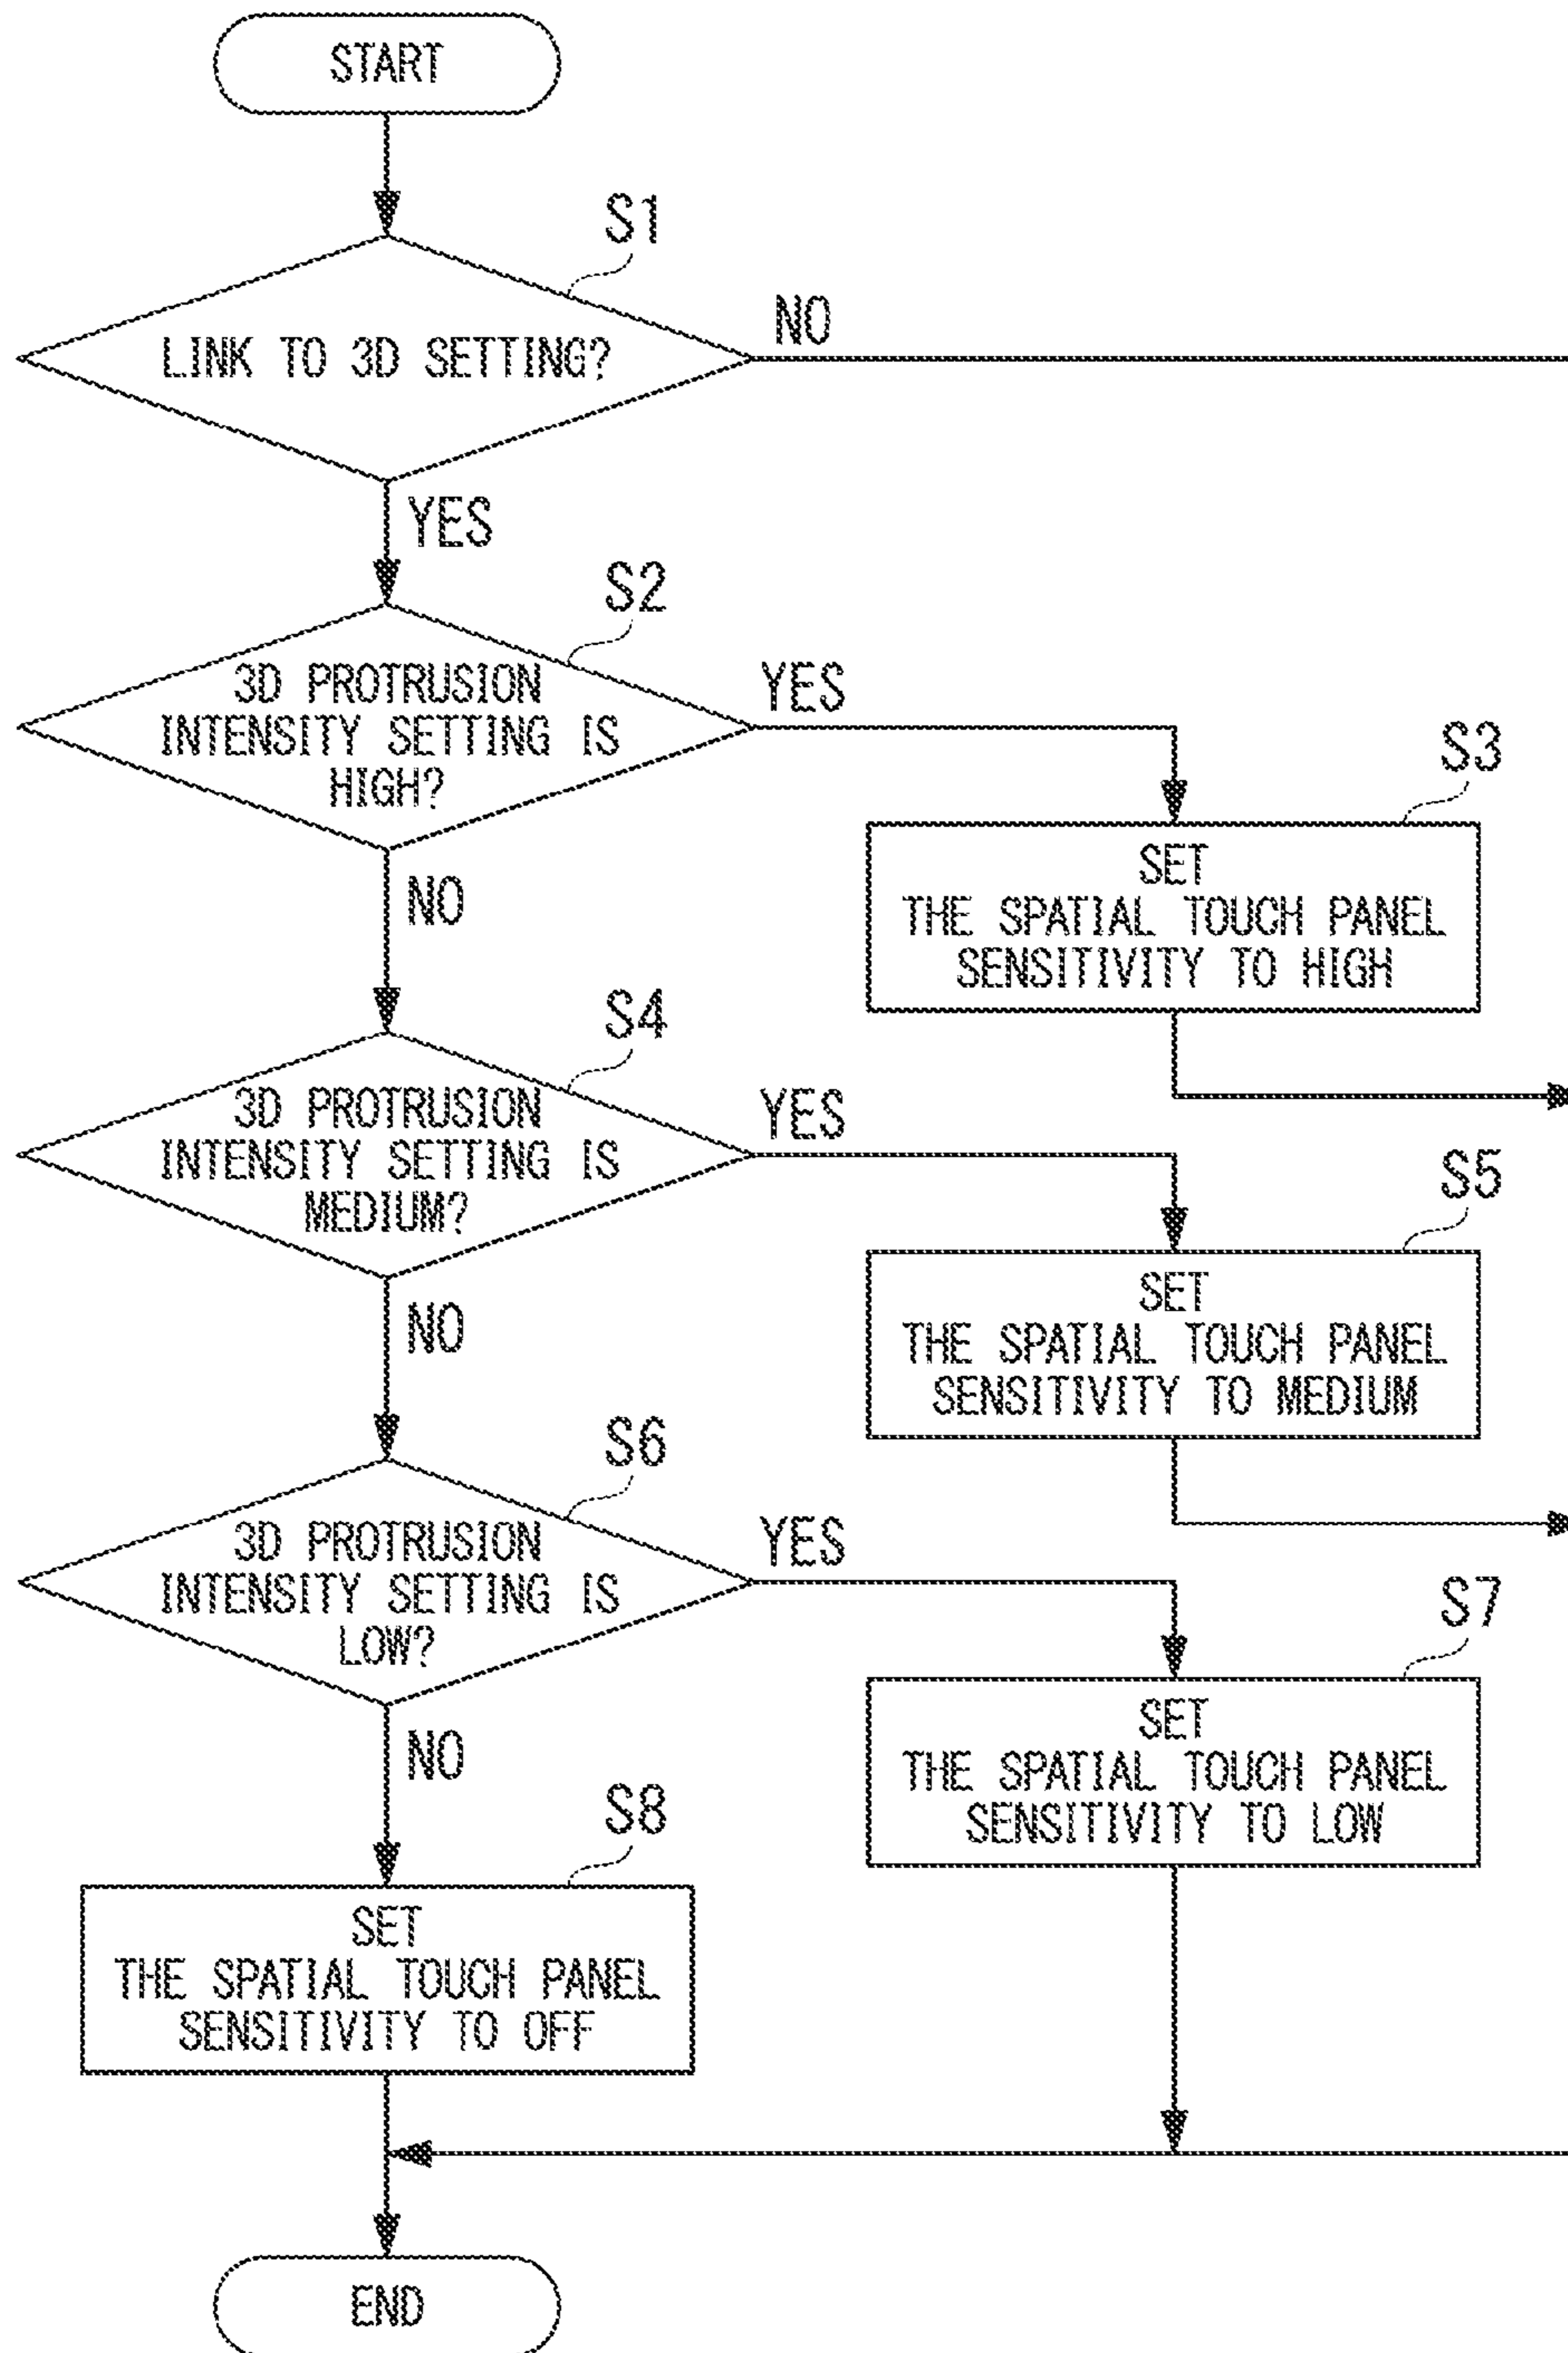 START
S1
LINK TO 3D SETTING?
NO
YES
S2
3D PROTRUSION
INTENSITY SETTING IS
HIGH?
YES
S3
SET
THE SPATIAL TOUCH PANEL
SENSITIVITY TO HIGH
NO
S4
3D PROTRUSION
INTENSITY SETTING IS
MEDIUM?
YES
S5
SET
THE SPATIAL TOUCH PANEL
SENSITIVITY TO MEDIUM
NO
S6
3D PROTRUSION
INTENSITY SETTING IS
LOW?
YES
S7
SET
THE SPATIAL TOUCH PANEL
SENSITIVITY TO LOW
NO
S8
SET
THE SPATIAL TOUCH PANEL
SENSITIVITY TO OFF
END